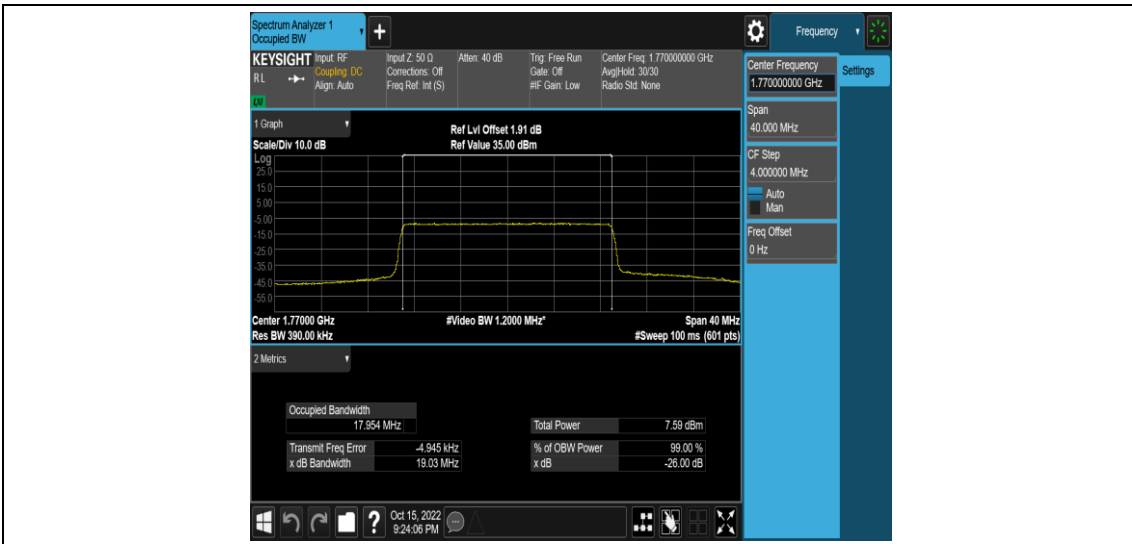 Spectrum Analyzer 1
Occupied BW
+
Frequency
KEYSIGHT
RL
LXI
Input: RF
Coupling: DC
Align: Auto
Input Z: 50 Ω
Corrections: Off
Freq Ref: Int (S)
Atten: 40 dB
Trig: Free Run
Gate: Off
#IF Gain: Low
Center Freq: 1.770000000 GHz
Avg|Hold: 30/30
Radio Std: None
Center Frequency
1.770000000 GHz
Settings
Span
40.000 MHz
CF Step
4.000000 MHz
Auto
Man
Freq Offset
0 Hz
1 Graph
Scale/Div 10.0 dB
Ref Lvl Offset 1.91 dB
Ref Value 35.00 dBm
Log
25.0
15.0
5.00
-5.00
-15.0
-25.0
-35.0
-45.0
-55.0
Center 1.77000 GHz
Res BW 390.00 kHz
#Video BW 1.2000 MHz*
Span 40 MHz
#Sweep 100 ms (601 pts)
2 Metrics
Occupied Bandwidth
17.954 MHz
Total Power 7.59 dBm
Transmit Freq Error -4.945 kHz
% of OBW Power 99.00 %
x dB Bandwidth 19.03 MHz
x dB -26.00 dB
?
Oct 15, 2022
9:24:06 PM